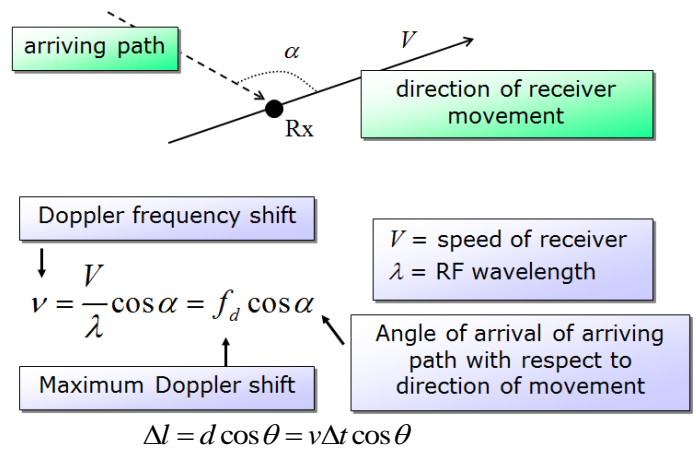 arriving path
α
V
direction of receiver
movement
Rx
Doppler frequency shift
V = speed of receiver
λ = RF wavelength
ν = V/λ cos α = f_d cos α
Angle of arrival of arriving
path with respect to
direction of movement
Maximum Doppler shift
Δl = d cos θ = vΔt cos θ